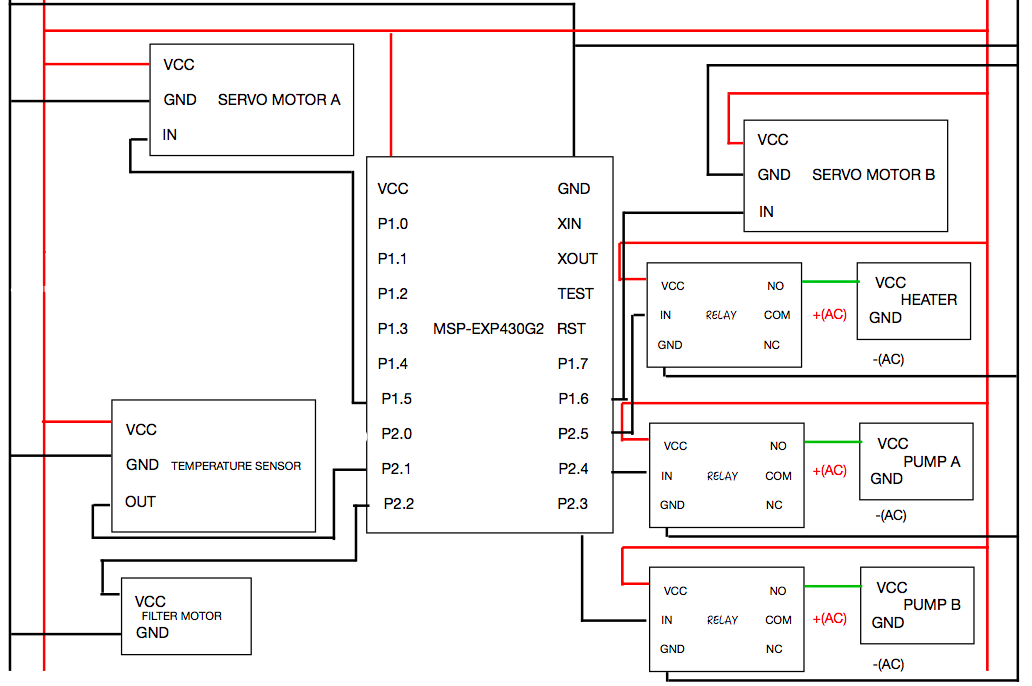 VCC
GND SERVO MOTOR A
IN
VCC
GND SERVO MOTOR B
IN
VCC GND
P1.0 XIN
P1.1 XOUT
P1.2 TEST
P1.3 MSP-EXP430G2 RST
P1.4 P1.7
P1.5 P1.6
P2.0 P2.5
P2.1 P2.4
P2.2 P2.3
VCC NO
IN RELAY COM +(AC)
GND NC
VCC
HEATER
GND
-(AC)
VCC
GND TEMPERATURE SENSOR
OUT
VCC NO
IN RELAY COM +(AC)
GND NC
VCC
PUMP A
GND
-(AC)
VCC
FILTER MOTOR
GND
VCC NO
IN RELAY COM +(AC)
GND NC
VCC
PUMP B
GND
-(AC)